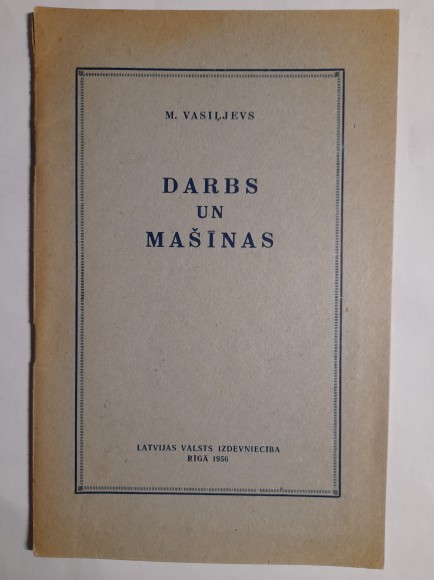 M. VASIĻJEVS
DARBS
UN
MAŠĪNAS
LATVIJAS VALSTS IZDEVNIECĪBA
RĪGĀ 1956